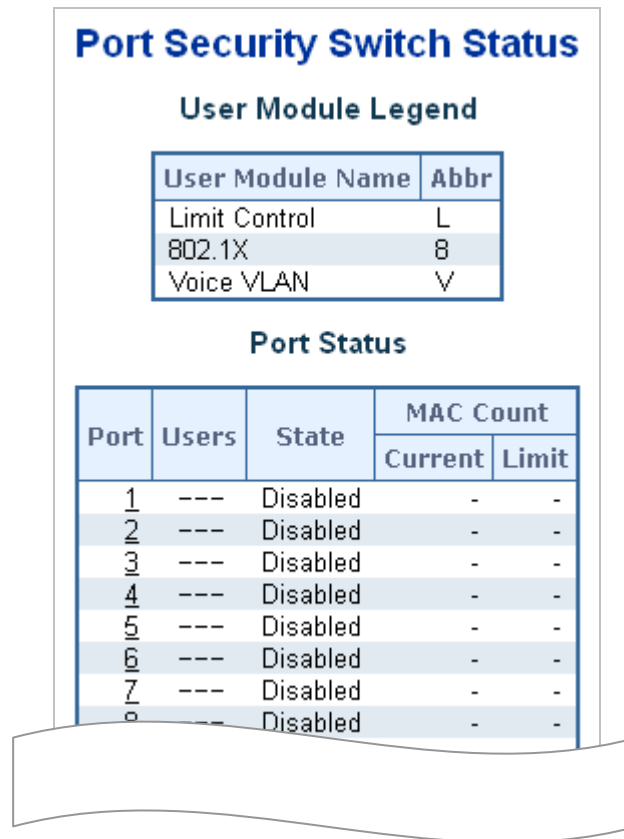 Port Security Switch Status
User Module Legend
User Module Name Abbr
Limit Control L
802.1X 8
Voice VLAN V
Port Status
Port Users State MAC Count
Current Limit
1 --- Disabled - -
2 --- Disabled - -
3 --- Disabled - -
4 --- Disabled - -
5 --- Disabled - -
6 --- Disabled - -
7 --- Disabled - -
8 --- Disabled - -